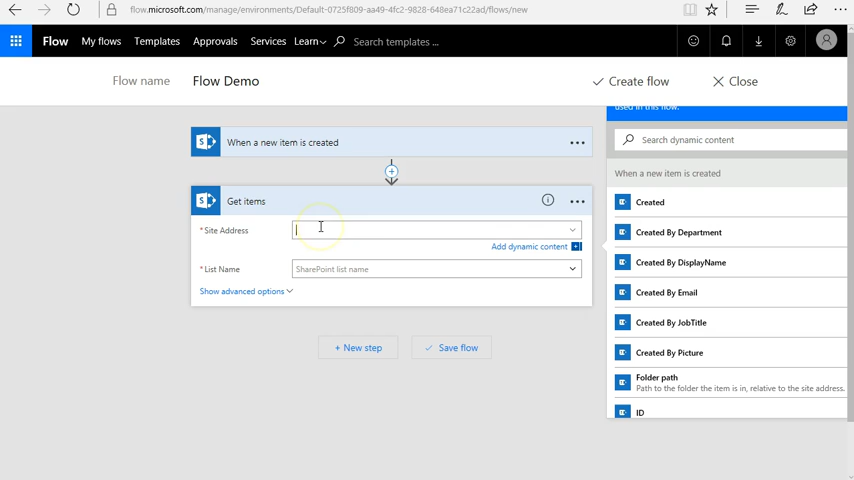 flow.microsoft.com/manage/environments/Default-0725f809-aa49-4fc2-9828-648ea71c22ad/flows/new
Flow My flows Templates Approvals Services Learn Search templates ...
Flow name Flow Demo Create flow Close
used in this flow.
When a new item is created
Search dynamic content
When a new item is created
Get items
Created
*Site Address
Created By Department
Add dynamic content
Created By DisplayName
*List Name SharePoint list name
Show advanced options
Created By Email
Created By JobTitle
+ New step Save flow
Created By Picture
Folder path
Path to the folder the item is in, relative to the site address.
ID